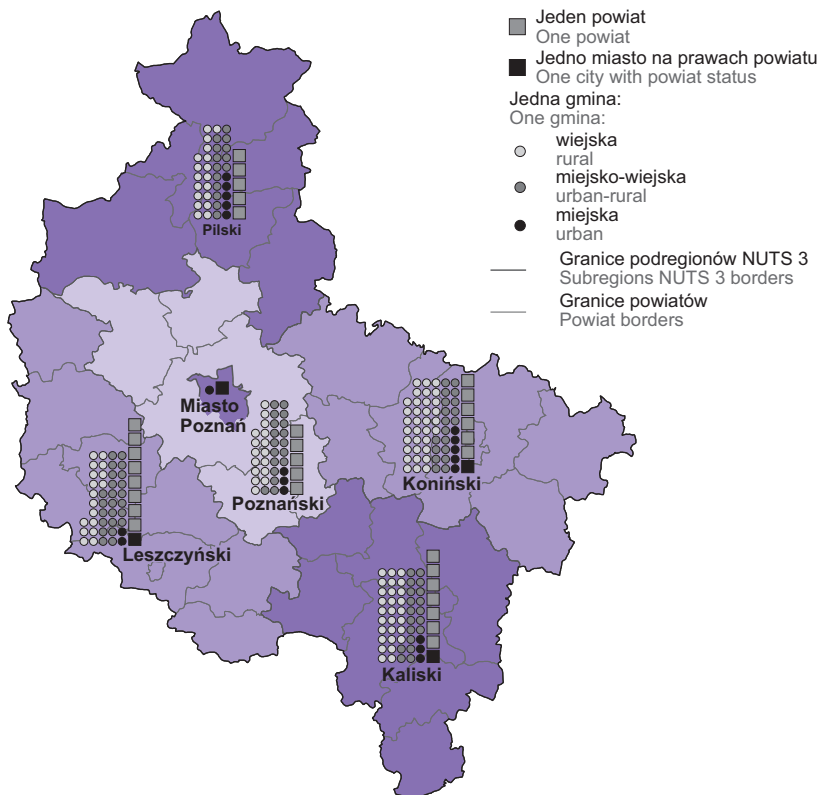 Jeden powiat
One powiat
Jedno miasto na prawach powiatu
One city with powiat status
Jedna gmina:
One gmina:
wiejska
rural
miejsko-wiejska
urban-rural
miejska
urban
Granice podregionów NUTS 3
Subregions NUTS 3 borders
Granice powiatów
Powiat borders
Pilski
Miasto
Poznań
Poznański
Koniński
Leszczyński
Kaliski